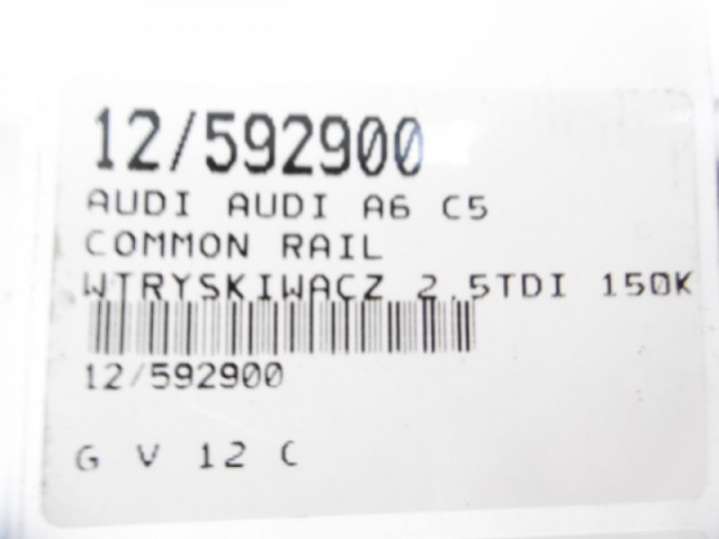 12/592900
AUDI AUDI A6 C5
COMMON RAIL
WTRYSKIWACZ 2.5TDI 150K
12/592900
G V 12 C